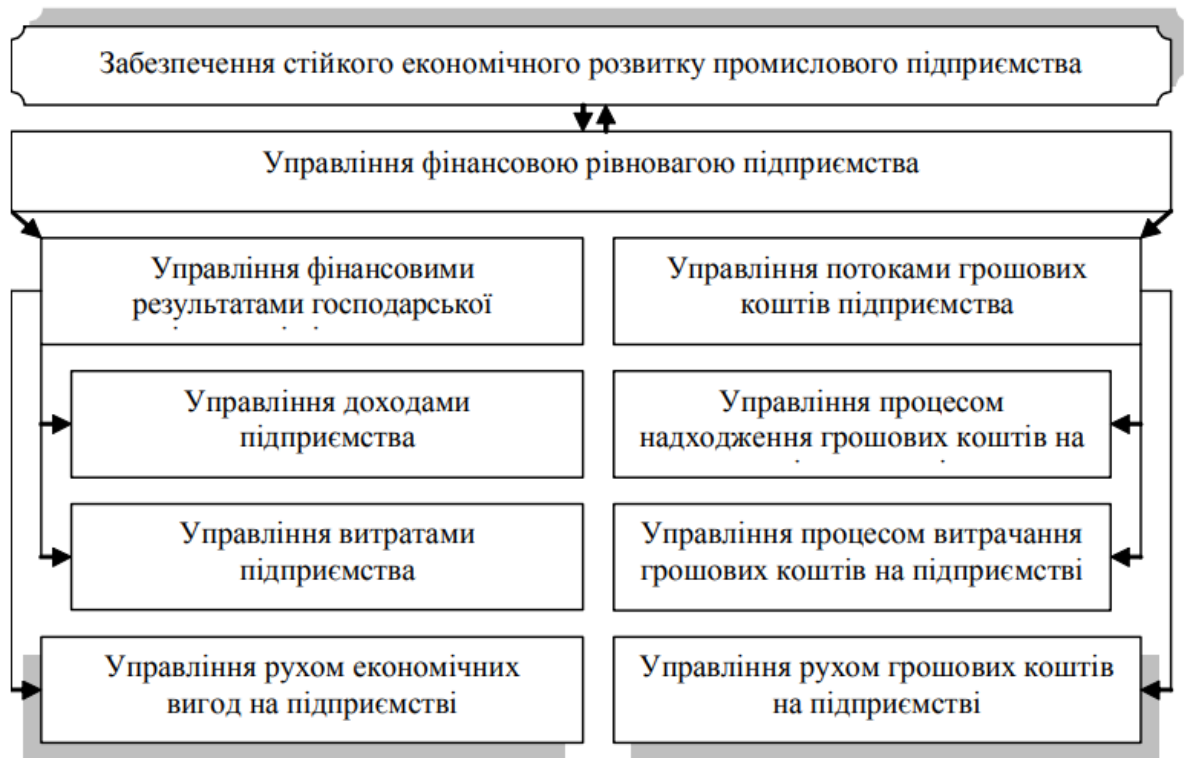 Забезпечення стійкого економічного розвитку промислового підприємства
Управління фінансовою рівновагою підприємства
Управління фінансовими
результатами господарської
Управління потоками грошових
коштів підприємства
Управління доходами
підприємства
Управління процесом
надходження грошових коштів на
Управління витратами
підприємства
Управління процесом витрачання
грошових коштів на підприємстві
Управління рухом економічних
вигод на підприємстві
Управління рухом грошових коштів
на підприємстві